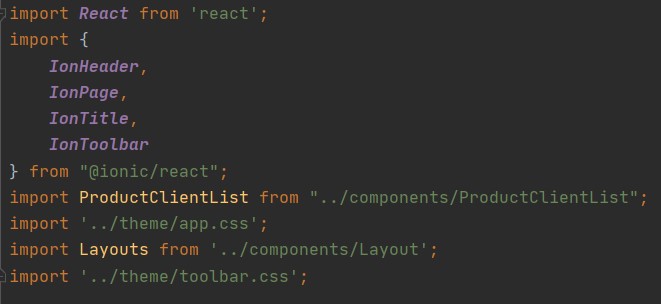 import React from 'react';
import {
    IonHeader,
    IonPage,
    IonTitle,
    IonToolbar
} from "@ionic/react";
import ProductClientList from "../components/ProductClientList";
import '../theme/app.css';
import Layouts from '../components/Layout';
import '../theme/toolbar.css';